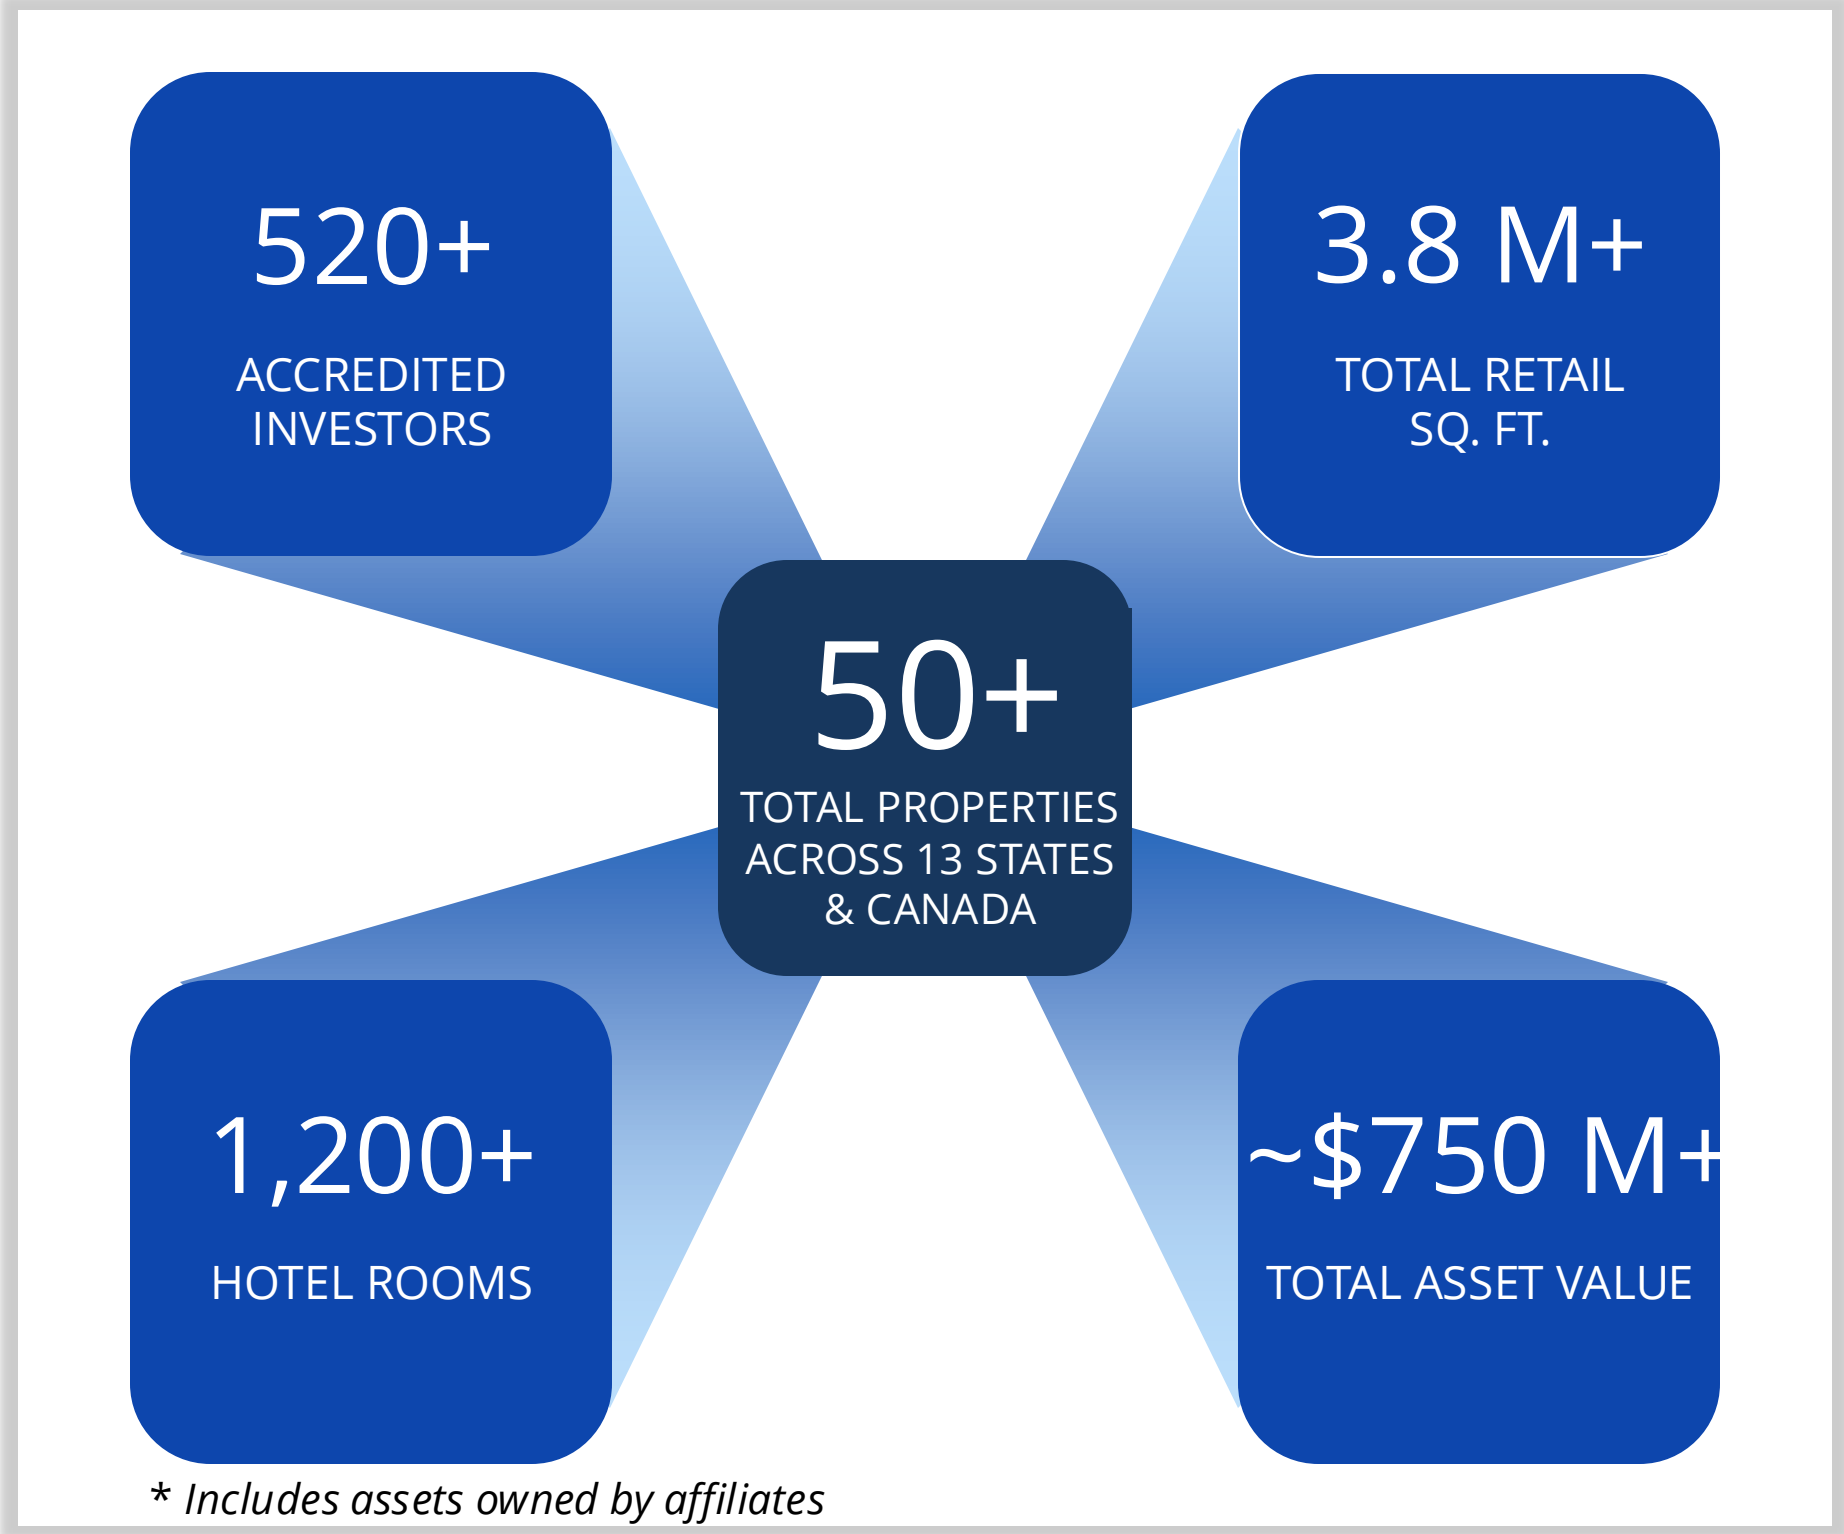 520+
ACCREDITED
INVESTORS
3.8 M+
TOTAL RETAIL
SQ. FT.
50+
TOTAL PROPERTIES
ACROSS 13 STATES
& CANADA
1,200+
HOTEL ROOMS
~$750 M+
TOTAL ASSET VALUE
* Includes assets owned by affiliates